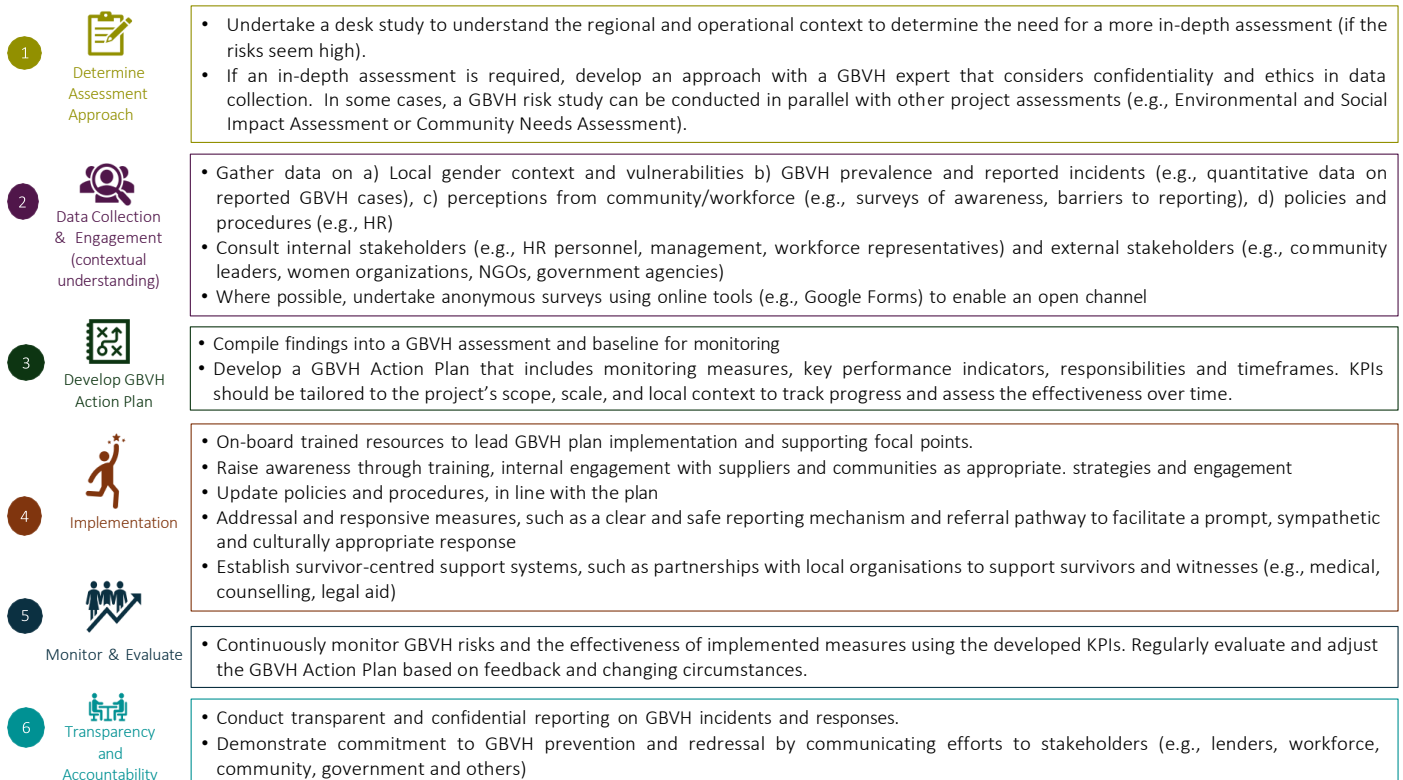 1
Determine
Assessment
Approach
• Undertake a desk study to understand the regional and operational context to determine the need for a more in-depth assessment (if the
risks seem high).
• If an in-depth assessment is required, develop an approach with a GBVH expert that considers confidentiality and ethics in data
collection. In some cases, a GBVH risk study can be conducted in parallel with other project assessments (e.g., Environmental and Social
Impact Assessment or Community Needs Assessment).
2
Data Collection
& Engagement
(contextual
understanding)
• Gather data on a) Local gender context and vulnerabilities b) GBVH prevalence and reported incidents (e.g., quantitative data on
reported GBVH cases), c) perceptions from community/workforce (e.g., surveys of awareness, barriers to reporting), d) policies and
procedures (e.g., HR)
• Consult internal stakeholders (e.g., HR personnel, management, workforce representatives) and external stakeholders (e.g., community
leaders, women organizations, NGOs, government agencies)
• Where possible, undertake anonymous surveys using online tools (e.g., Google Forms) to enable an open channel
3
Develop GBVH
Action Plan
• Compile findings into a GBVH assessment and baseline for monitoring
• Develop a GBVH Action Plan that includes monitoring measures, key performance indicators, responsibilities and timeframes. KPIs
should be tailored to the project's scope, scale, and local context to track progress and assess the effectiveness over time.
4
Implementation
• On-board trained resources to lead GBVH plan implementation and supporting focal points.
• Raise awareness through training, internal engagement with suppliers and communities as appropriate. strategies and engagement
• Update policies and procedures, in line with the plan
• Addressal and responsive measures, such as a clear and safe reporting mechanism and referral pathway to facilitate a prompt, sympathetic
and culturally appropriate response
• Establish survivor-centred support systems, such as partnerships with local organisations to support survivors and witnesses (e.g., medical,
counselling, legal aid)
5
Monitor & Evaluate
• Continuously monitor GBVH risks and the effectiveness of implemented measures using the developed KPIs. Regularly evaluate and adjust
the GBVH Action Plan based on feedback and changing circumstances.
6
Transparency
and
Accountability
• Conduct transparent and confidential reporting on GBVH incidents and responses.
• Demonstrate commitment to GBVH prevention and redressal by communicating efforts to stakeholders (e.g., lenders, workforce,
community, government and others)